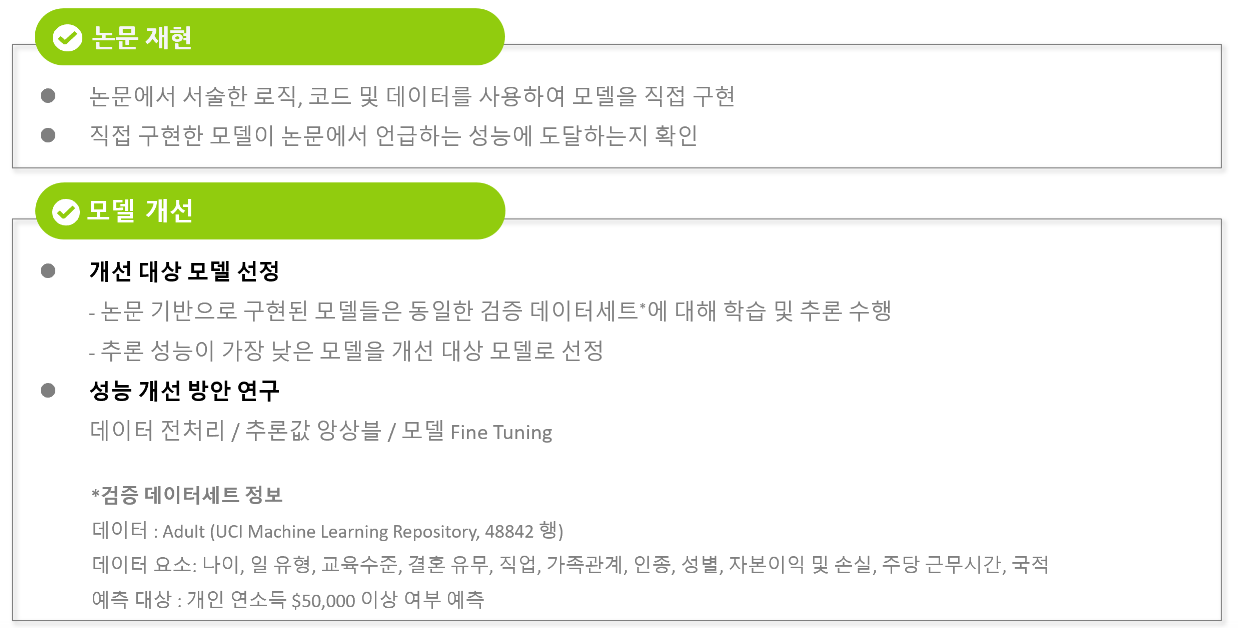 논문 재현
논문에서 서술한 로직, 코드 및 데이터를 사용하여 모델을 직접 구현
직접 구현한 모델이 논문에서 언급하는 성능에 도달하는지 확인
모델 개선
개선 대상 모델 선정
- 논문 기반으로 구현된 모델들은 동일한 검증 데이터세트*에 대해 학습 및 추론 수행
- 추론 성능이 가장 낮은 모델을 개선 대상 모델로 선정
성능 개선 방안 연구
데이터 전처리 / 추론값 앙상블 / 모델 Fine Tuning
*검증 데이터세트 정보
데이터 : Adult (UCI Machine Learning Repository, 48842 행)
데이터 요소: 나이, 일 유형, 교육수준, 결혼 유무, 직업, 가족관계, 인종, 성별, 자본이익 및 손실, 주당 근무시간, 국적
예측 대상 : 개인 연소득 $50,000 이상 여부 예측